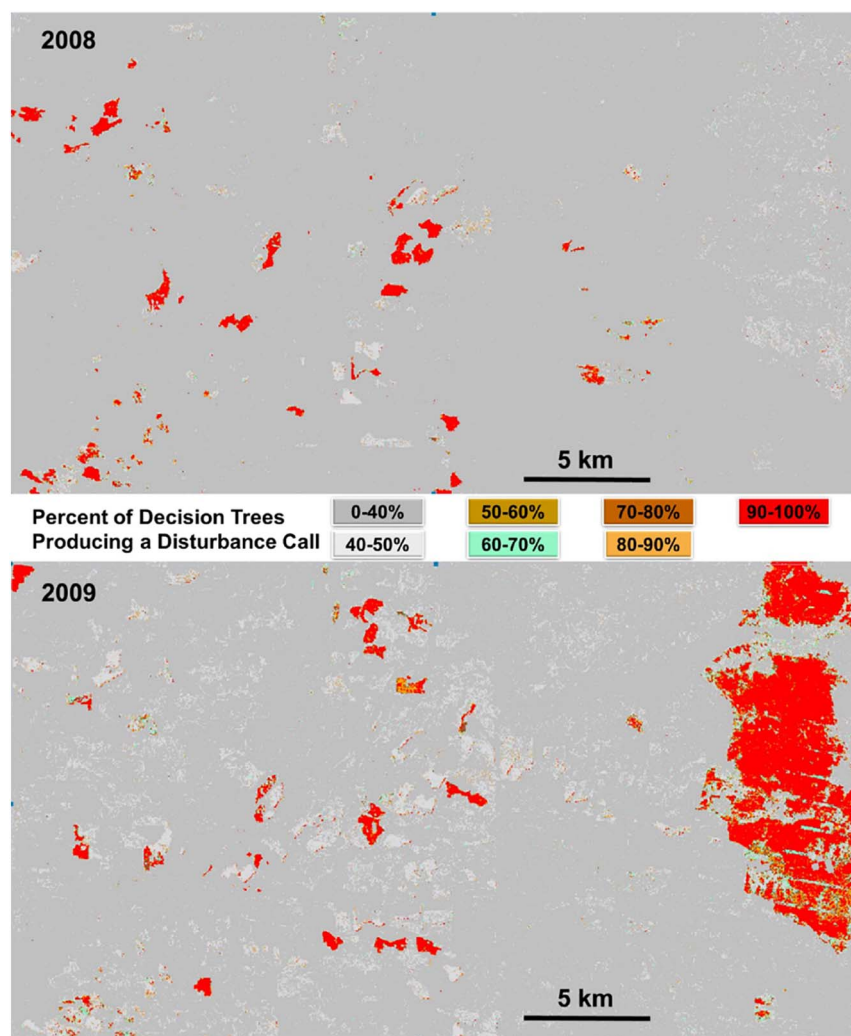 2008
5 km
Percent of Decision Trees
Producing a Disturbance Call
0-40% 50-60% 70-80% 90-100%
40-50% 60-70% 80-90%
2009
5 km